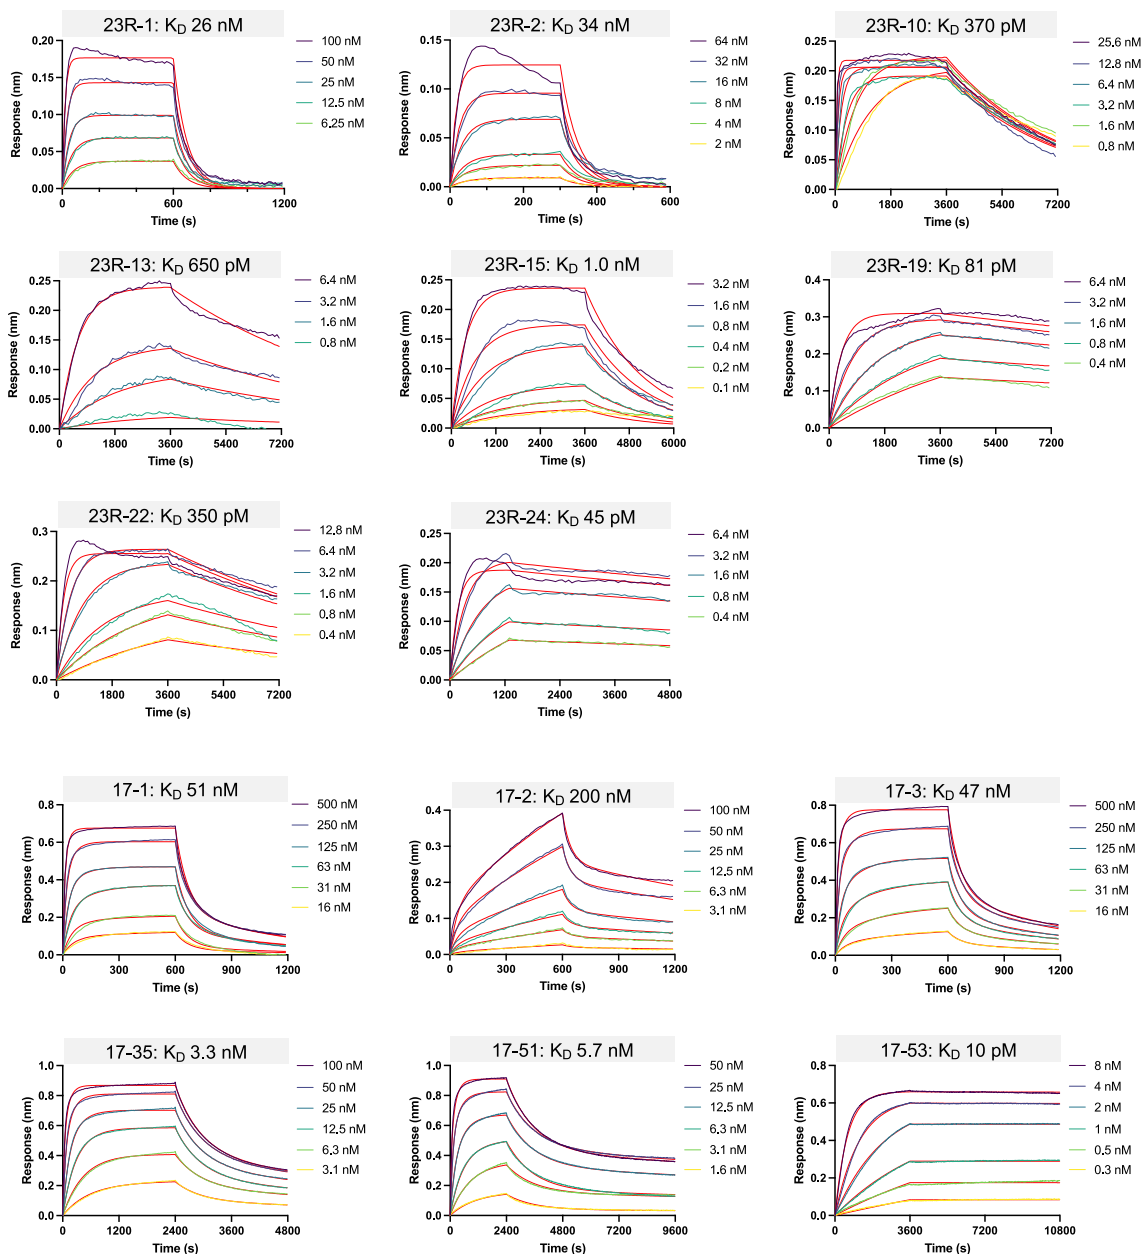 23R-1: KD 26 nM
Response (nm)
0.20
0.15
0.10
0.05
0.00
0
600
1200
Time (s)
100 nM
50 nM
25 nM
12.5 nM
6.25 nM
23R-2: KD 34 nM
Response (nm)
0.15
0.10
0.05
0.00
0
200
400
600
Time (s)
64 nM
32 nM
16 nM
8 nM
4 nM
2 nM
23R-10: KD 370 pM
Response (nm)
0.25
0.20
0.15
0.10
0.05
0.00
0
1800
3600
5400
7200
Time (s)
25.6 nM
12.8 nM
6.4 nM
3.2 nM
1.6 nM
0.8 nM
23R-13: KD 650 pM
Response (nm)
0.25
0.20
0.15
0.10
0.05
0.00
0
1800
3600
5400
7200
Time (s)
6.4 nM
3.2 nM
1.6 nM
0.8 nM
23R-15: KD 1.0 nM
Response (nm)
0.25
0.20
0.15
0.10
0.05
0.00
0
1200
2400
3600
4800
6000
Time (s)
3.2 nM
1.6 nM
0.8 nM
0.4 nM
0.2 nM
0.1 nM
23R-19: KD 81 pM
Response (nm)
0.4
0.3
0.2
0.1
0.0
0
1800
3600
5400
7200
Time (s)
6.4 nM
3.2 nM
1.6 nM
0.8 nM
0.4 nM
23R-22: KD 350 pM
Response (nm)
0.3
0.2
0.1
0.0
0
1800
3600
5400
7200
Time (s)
12.8 nM
6.4 nM
3.2 nM
1.6 nM
0.8 nM
0.4 nM
23R-24: KD 45 pM
Response (nm)
0.25
0.20
0.15
0.10
0.05
0.00
0
1200
2400
3600
4800
Time (s)
6.4 nM
3.2 nM
1.6 nM
0.8 nM
0.4 nM
17-1: KD 51 nM
Response (nm)
0.8
0.6
0.4
0.2
0.0
0
300
600
900
1200
Time (s)
500 nM
250 nM
125 nM
63 nM
31 nM
16 nM
17-2: KD 200 nM
Response (nm)
0.4
0.3
0.2
0.1
0.0
0
300
600
900
1200
Time (s)
100 nM
50 nM
25 nM
12.5 nM
6.3 nM
3.1 nM
17-3: KD 47 nM
Response (nm)
0.8
0.6
0.4
0.2
0.0
0
300
600
900
1200
Time (s)
500 nM
250 nM
125 nM
63 nM
31 nM
16 nM
17-35: KD 3.3 nM
Response (nm)
1.0
0.8
0.6
0.4
0.2
0.0
0
1200
2400
3600
4800
Time (s)
100 nM
50 nM
25 nM
12.5 nM
6.3 nM
3.1 nM
17-51: KD 5.7 nM
Response (nm)
1.0
0.8
0.6
0.4
0.2
0.0
0
2400
4800
7200
9600
Time (s)
50 nM
25 nM
12.5 nM
6.3 nM
3.1 nM
1.6 nM
17-53: KD 10 pM
Response (nm)
0.8
0.6
0.4
0.2
0.0
0
3600
7200
10800
Time (s)
8 nM
4 nM
2 nM
1 nM
0.5 nM
0.3 nM